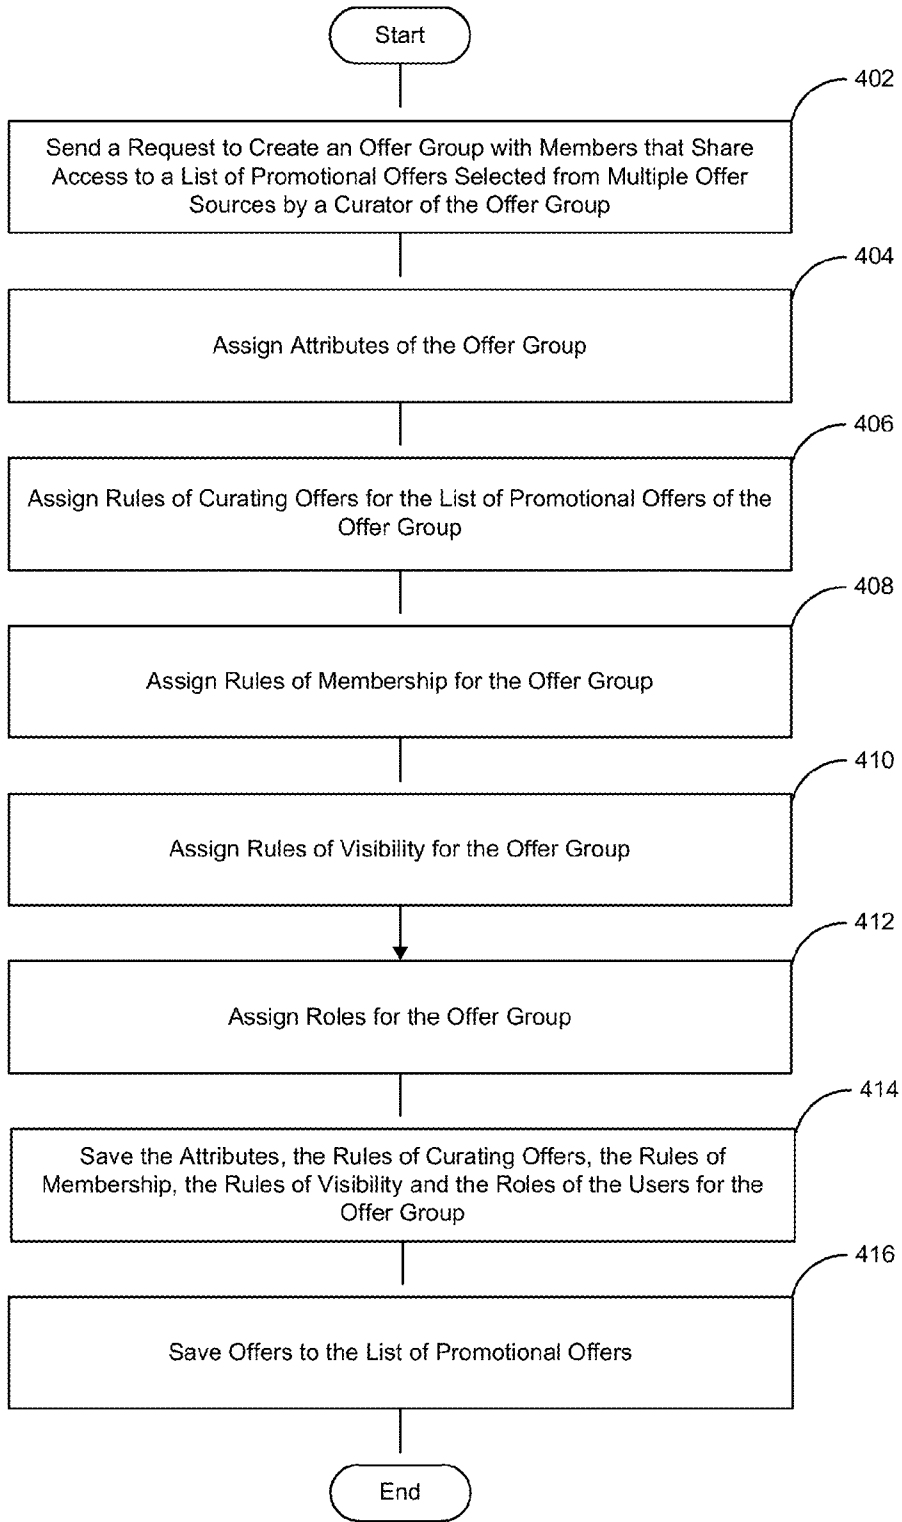 Start
402
Send a Request to Create an Offer Group with Members that Share
Access to a List of Promotional Offers Selected from Multiple Offer
Sources by a Curator of the Offer Group
404
Assign Attributes of the Offer Group
406
Assign Rules of Curating Offers for the List of Promotional Offers of the
Offer Group
408
Assign Rules of Membership for the Offer Group
410
Assign Rules of Visibility for the Offer Group
412
Assign Roles for the Offer Group
414
Save the Attributes, the Rules of Curating Offers, the Rules of
Membership, the Rules of Visibility and the Roles of the Users for the
Offer Group
416
Save Offers to the List of Promotional Offers
End